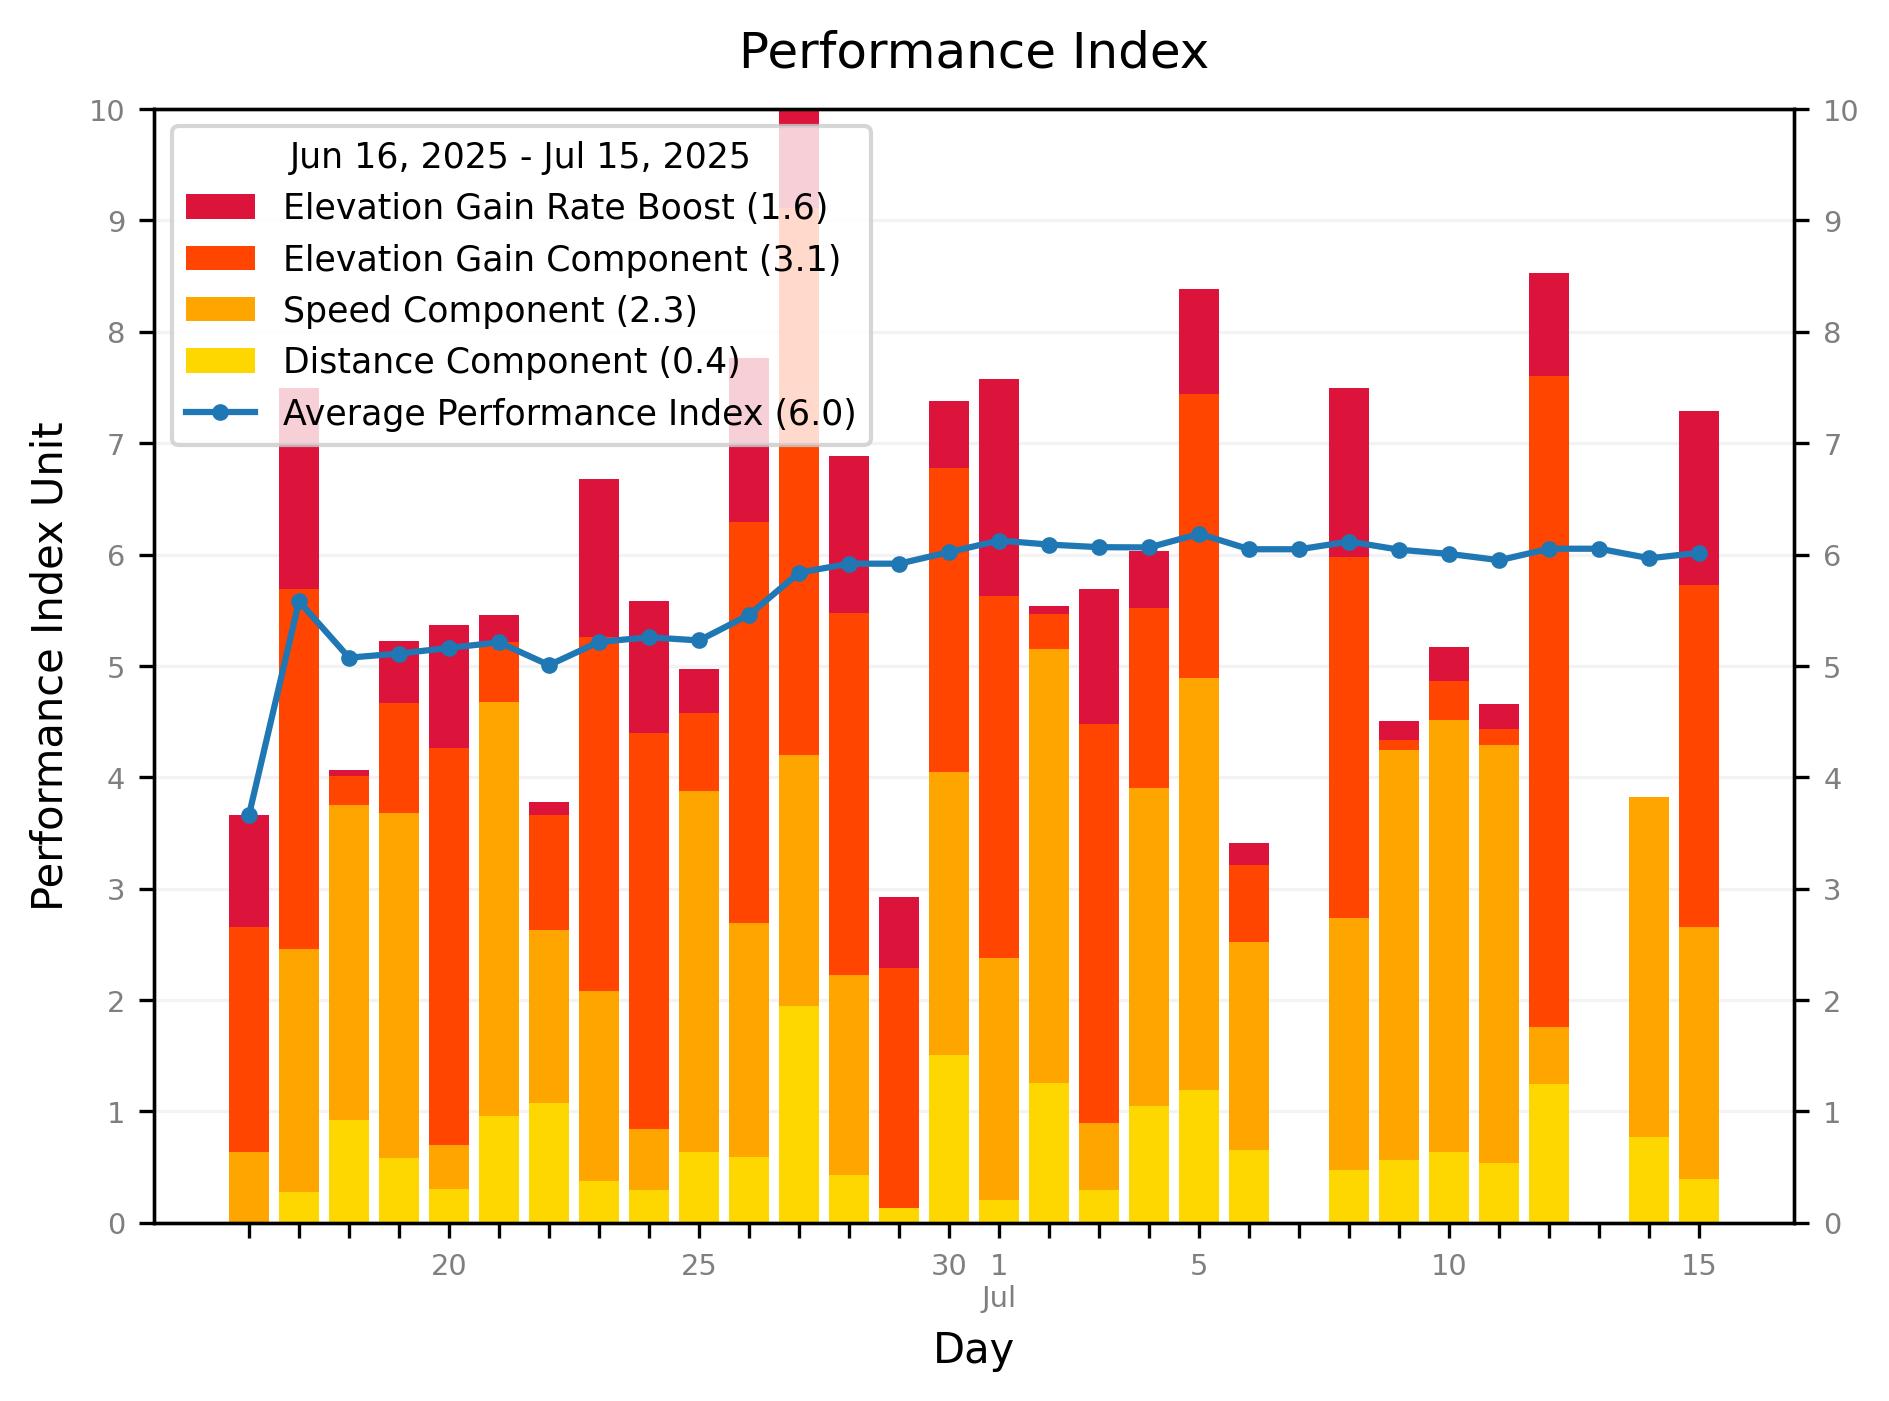 Performance Index
Jun 16, 2025 - Jul 15, 2025
Elevation Gain Rate Boost (1.6)
Elevation Gain Component (3.1)
Speed Component (2.3)
Distance Component (0.4)
Average Performance Index (6.0)
Performance Index Unit
10
9
8
7
6
5
4
3
2
1
0
10
9
8
7
6
5
4
3
2
1
0
20 25 30 1 5 10 15
Jul
Day